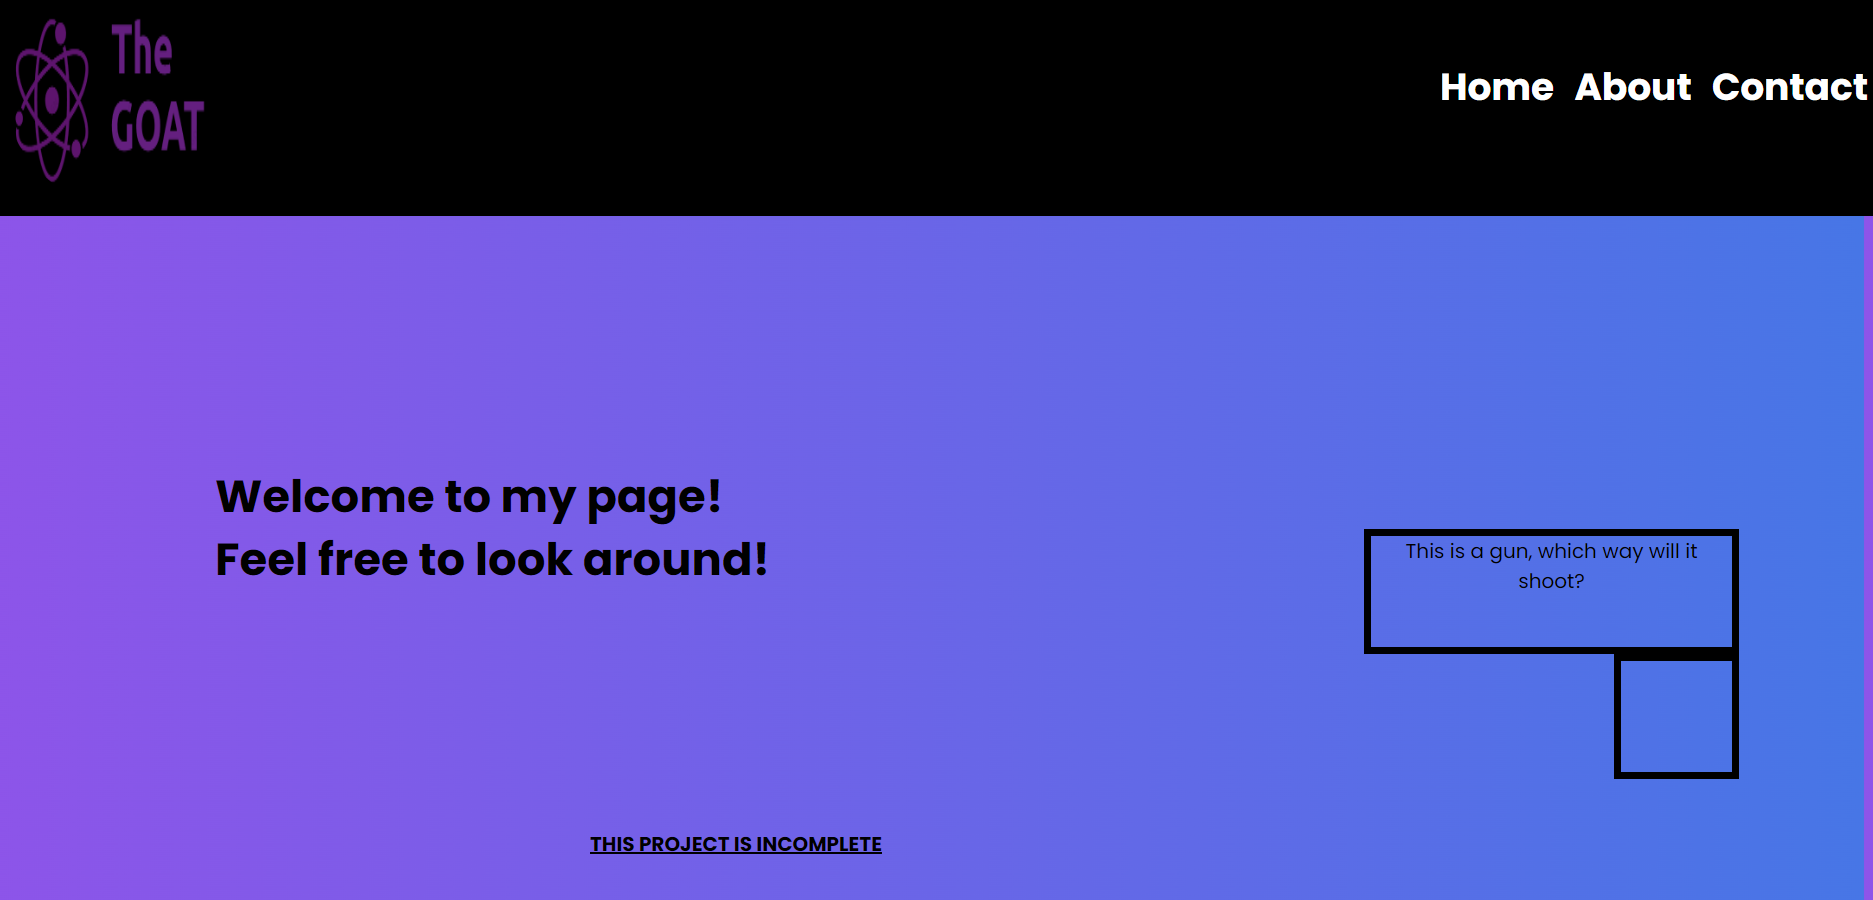 The
GOAT
Home About Contact
Welcome to my page!
Feel free to look around!
This is a gun, which way will it
shoot?
THIS PROJECT IS INCOMPLETE